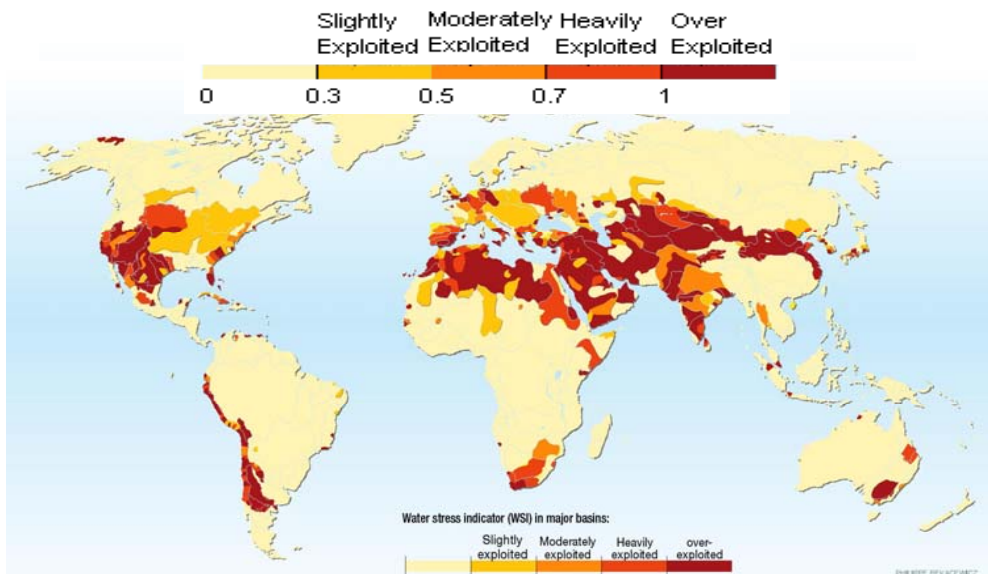 Slightly Moderately Heavily Over
Exploited Exploited Exploited Exploited
0 0.3 0.5 0.7 1
Water stress indicator (WSI) in major basins:
Slightly Moderately Heavily over-
exploited exploited exploited exploited